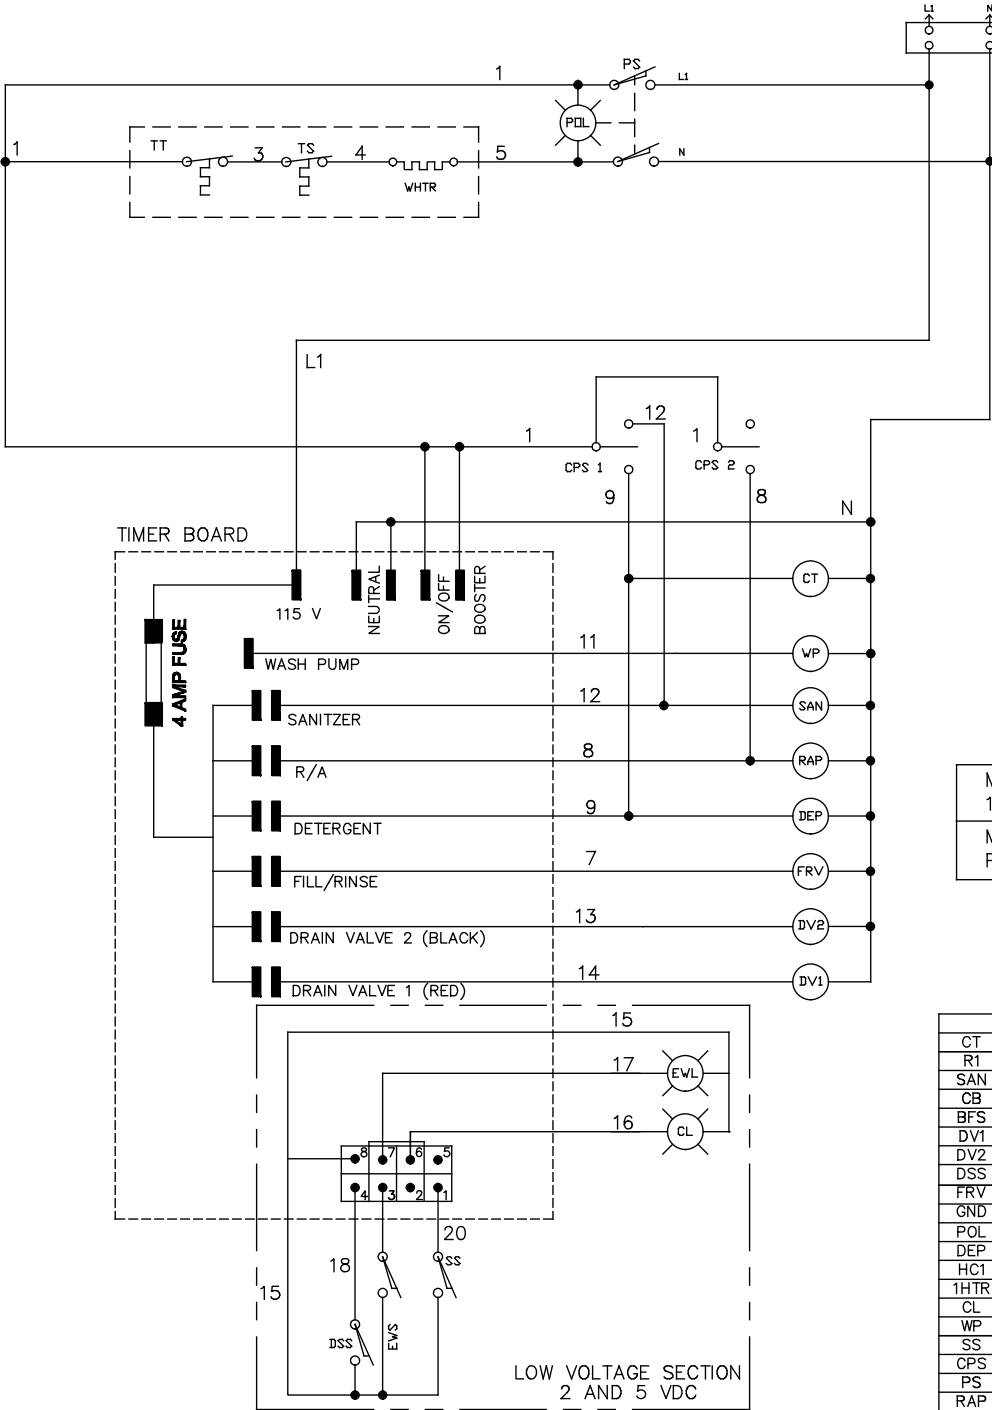 L1 N
1 PS L1
POL
1 TT 3 TS 4 5 N
WHTR
L1
12
1 1
CPS 1 CPS 2
9 8
N
TIMER BOARD
115 V NEUTRAL ON/OFF BOOSTER
CT
4 AMP FUSE
11 WP
WASH PUMP
12 SAN
SANITZER
8 RAP
R/A
9 DEP
DETERGENT
7 FRV
FILL/RINSE
13 DV2
DRAIN VALVE 2 (BLACK)
14 DV1
DRAIN VALVE 1 (RED)
15
17 EWL
16 CL
8 7 6 5
4 3 2 1
20
18 SS
15
DSS EWS
LOW VOLTAGE SECTION
2 AND 5 VDC
CT
R1
SAN
CB
BFS
DV1
DV2
DSS
FRV
GND
POL
DEP
HC1
1HTR
CL
WP
SS
CPS
PS
RAP